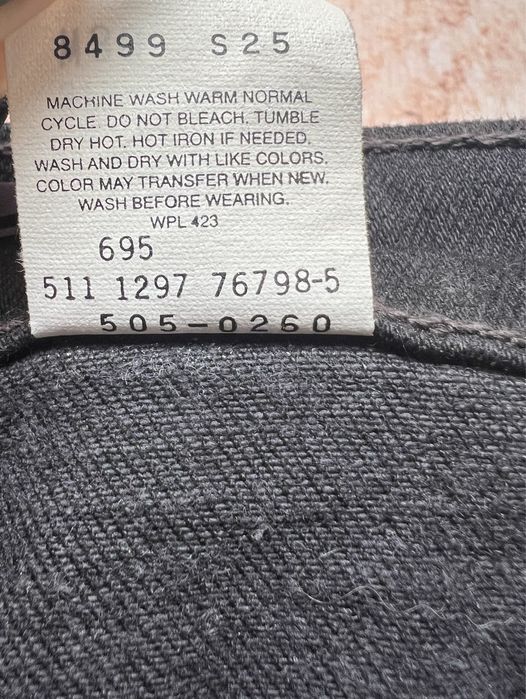 8499 S25
MACHINE WASH WARM NORMAL
CYCLE DO NOT BLEACH. TUMBLE
DRY HOT. HOT IRON IF NEEDED.
WASH AND DRY WITH LIKE COLORS.
COLOR MAY TRANSFER WHEN NEW.
WASH BEFORE WEARING.
WPL 423
695
511 1297 76798-5
505-0260